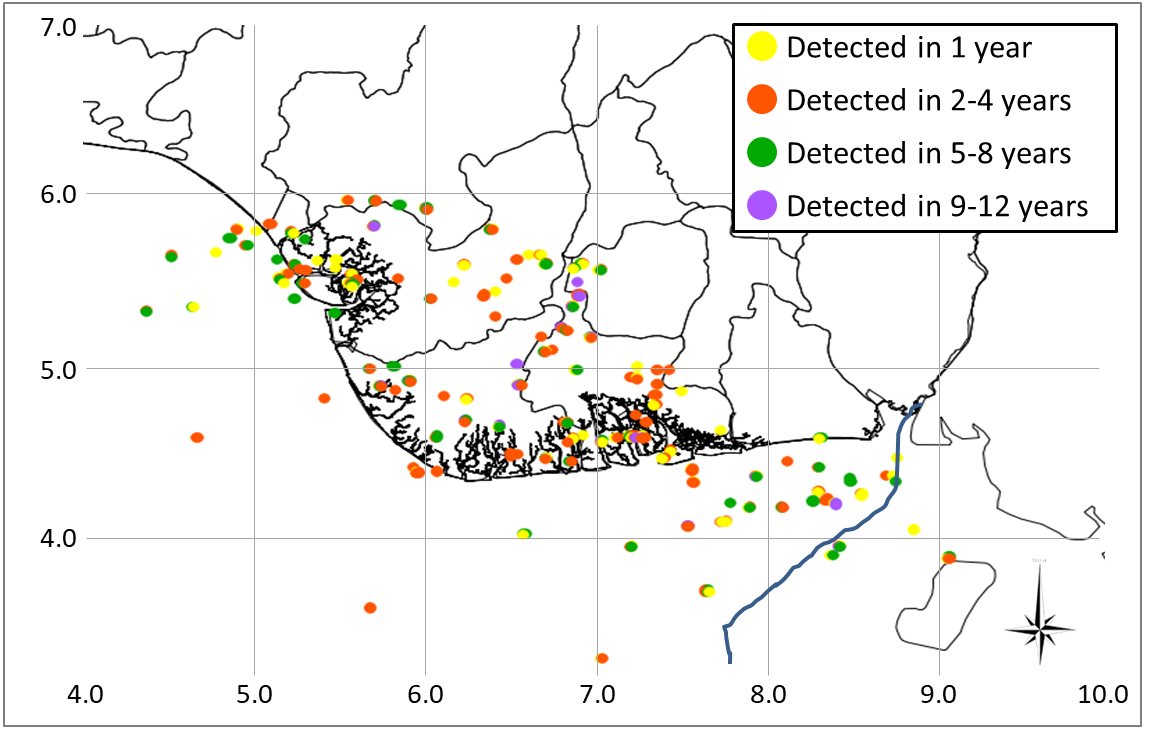 7.0
Detected in 1 year
Detected in 2-4 years
Detected in 5-8 years
Detected in 9-12 years
6.0
5.0
4.0
4.0 5.0 6.0 7.0 8.0 9.0 10.0